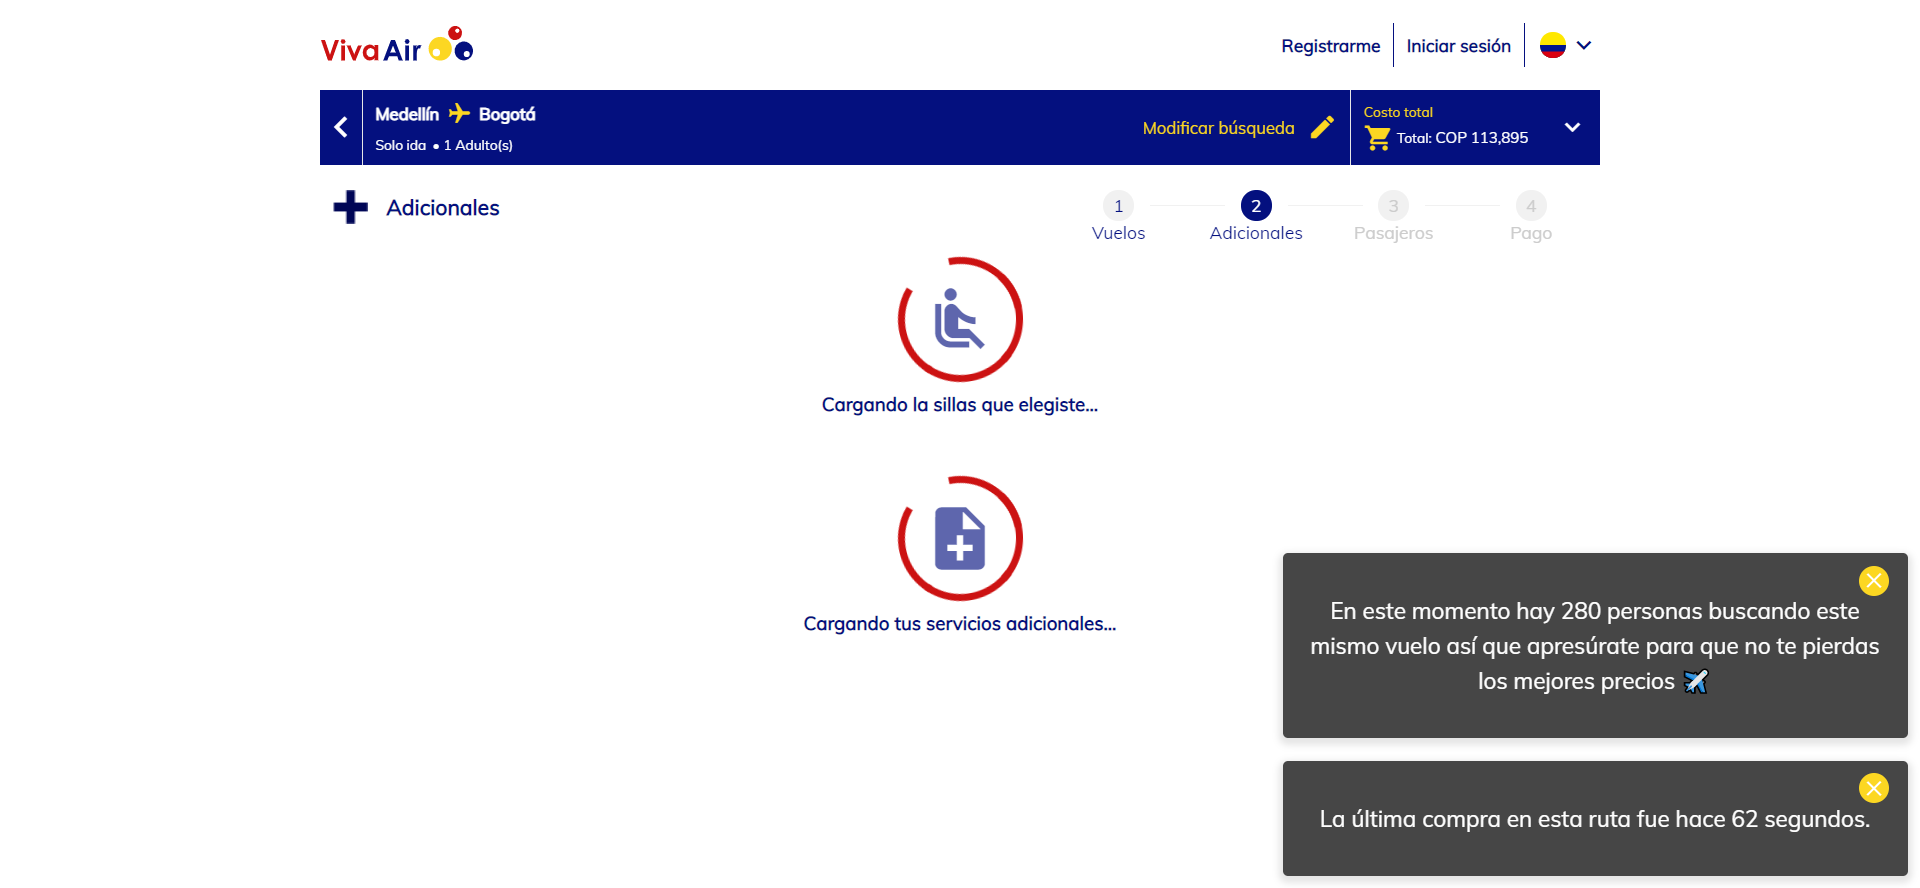 Viva Air
Registrarme
Iniciar sesión
Medellín Bogotá
Solo ida • 1 Adulto(s)
Modificar búsqueda
Costo total
Total: COP 113,895
Adicionales
1
Vuelos
2
Adicionales
3
Pasajeros
4
Pago
Cargando la sillas que elegiste...
Cargando tus servicios adicionales...
En este momento hay 280 personas buscando este
mismo vuelo así que apresúrate para que no te pierdas
los mejores precios ✈️
La última compra en esta ruta fue hace 62 segundos.